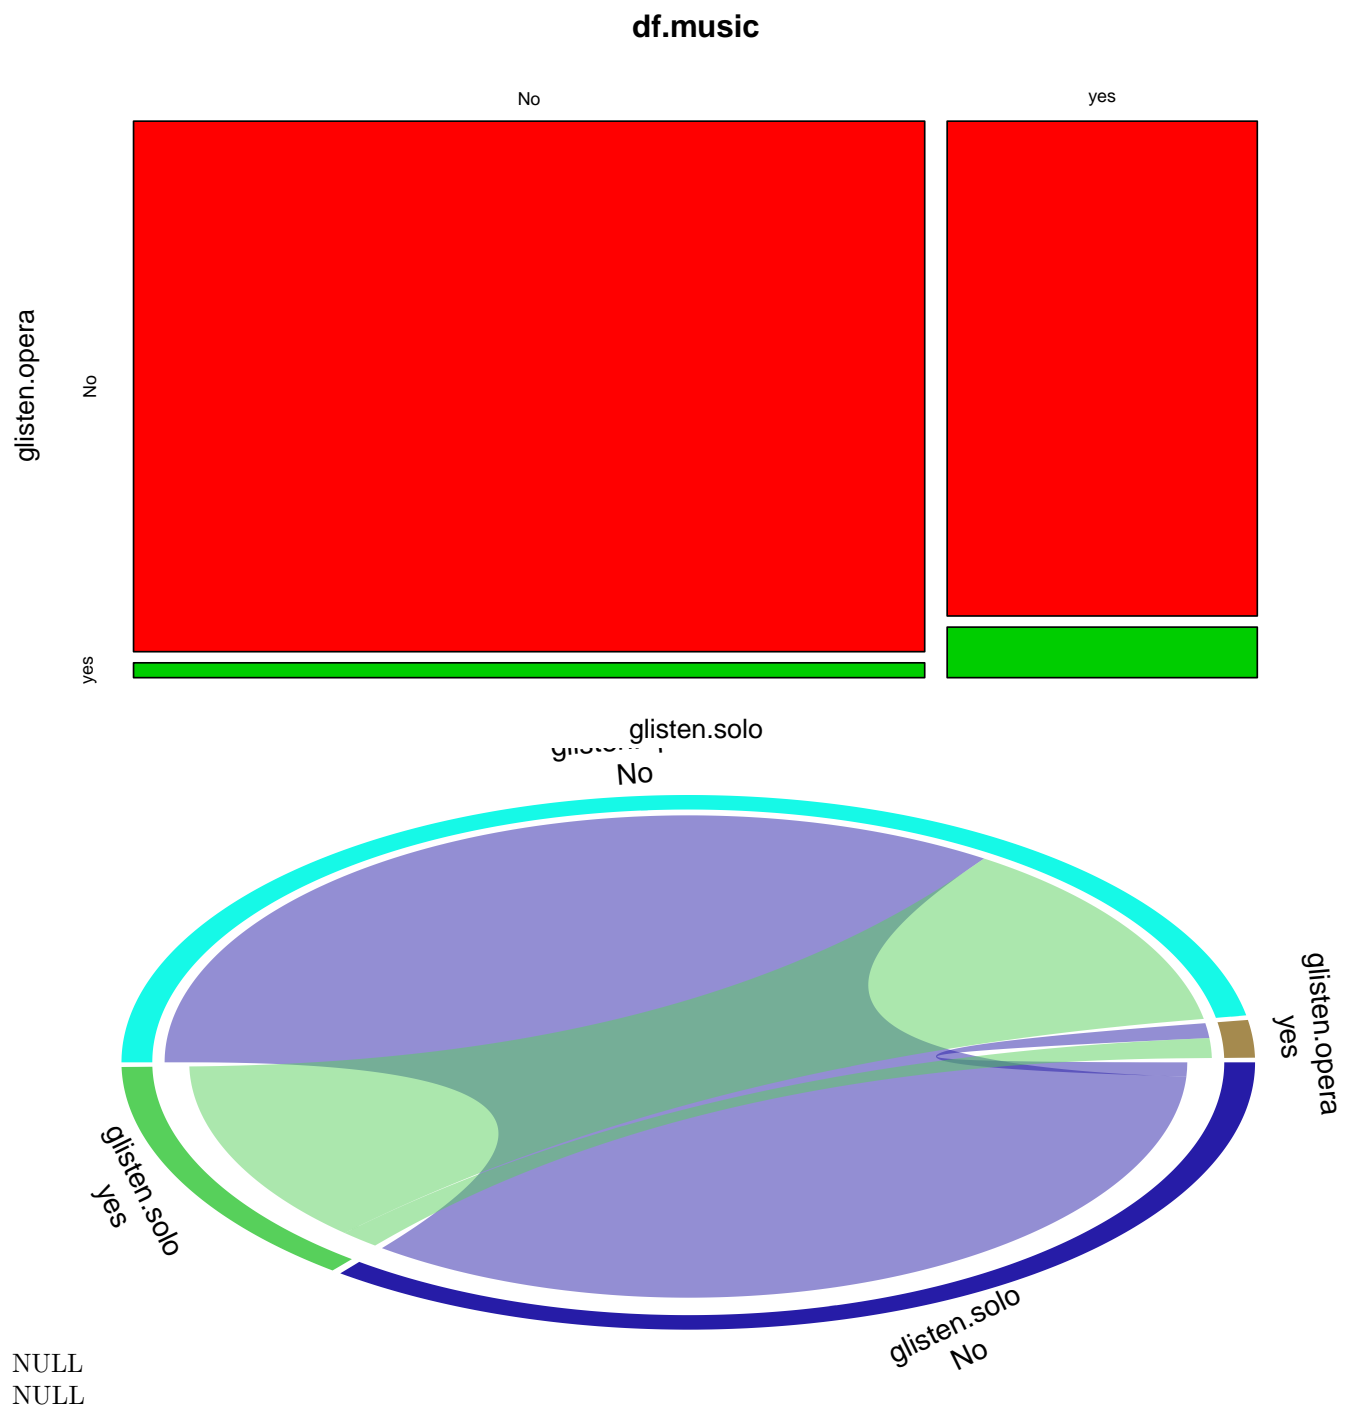 df.music
No
yes
glisten.opera
No
yes
glisten.solo
No
glisten.opera
yes
glisten.solo
yes
glisten.solo
No
NULL
NULL